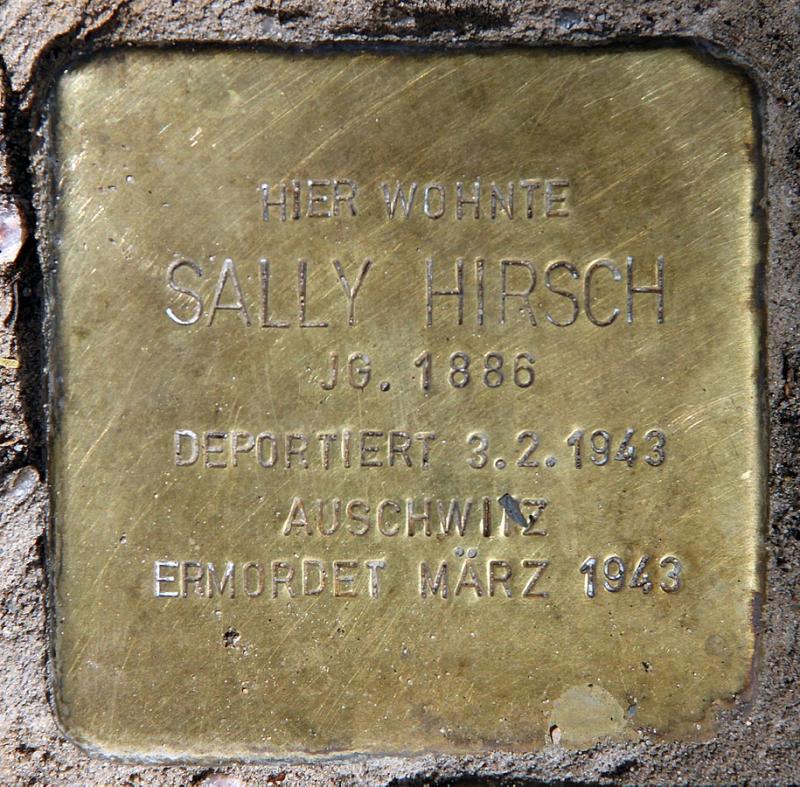 HIER WOHNTE
SALLY HIRSCH
JG. 1886
DEPORTIERT 3.2.1943
AUSCHWITZ
ERMORDET MÄRZ 1943